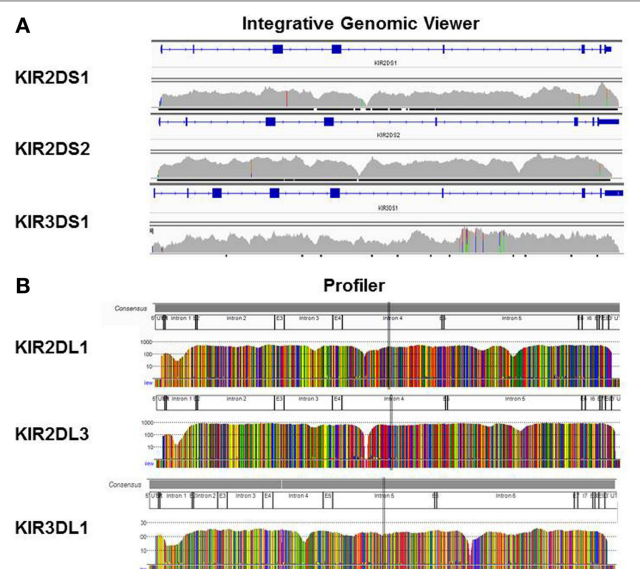 A
Integrative Genomic Viewer
KIR2DS1
KIR2DS1
KIR2DS2
KIR2DS2
KIR3DS1
KIR3DS1
B
Profiler
Consensus
Intron 1 Intron 2 E3 Intron 3 E4 Intron 4 Intron 5
KIR2DL1
1000
100
10
Intron 1 E2 Intron 2 E3 Intron 3 E4 Intron 4 Intron 5
KIR2DL3
1000
100
10
Consensus
Intron 1 Intron 2 E3 Intron 3 E4 Intron 4 E5 Intron 5 Intron 6
KIR3DL1